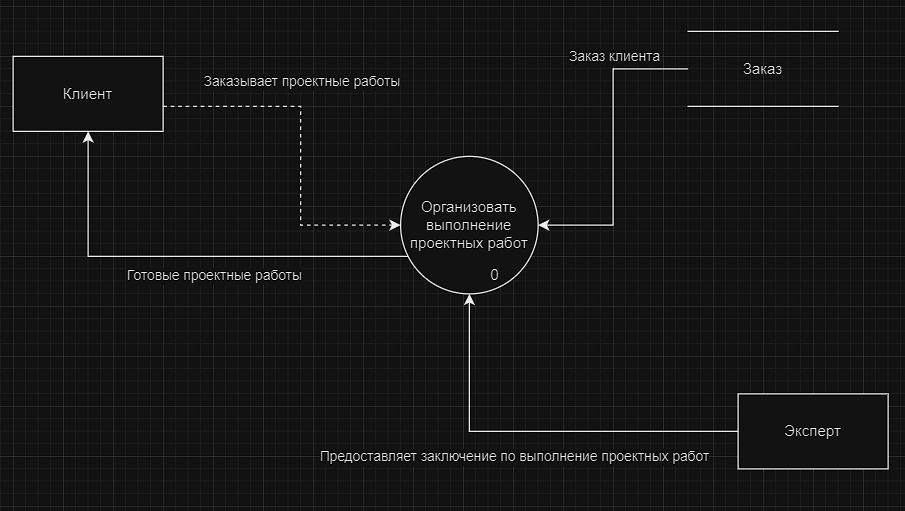 Заказ клиента
Заказ
Заказывает проектные работы
Клиент
Организовать
выполнение
проектных работ
0
Готовые проектные работы
Эксперт
Предоставляет заключение по выполнение проектных работ